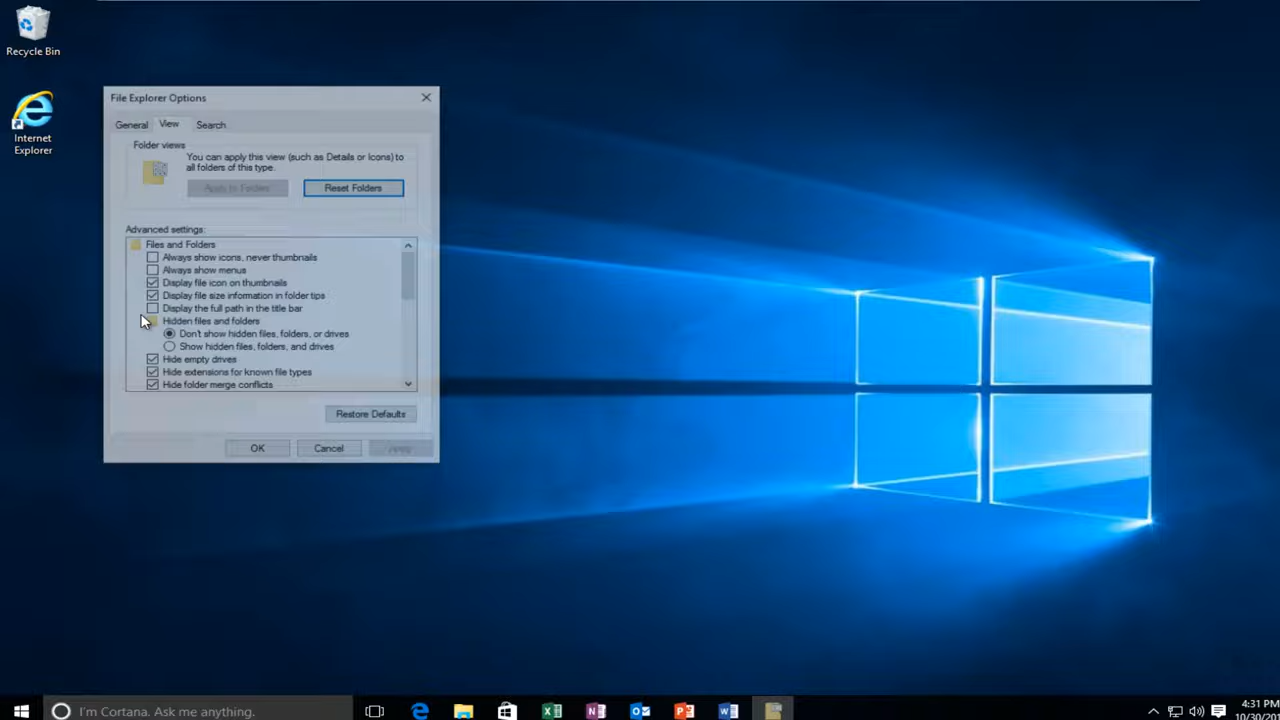 Recycle Bin
Internet
Explorer
File Explorer Options
General View Search
Folder views
You can apply this view (such as Details or Icons) to
all folders of this type.
Apply to Folders Reset Folders
Advanced settings:
Files and Folders
Always show icons, never thumbnails
Always show menus
Display file icon on thumbnails
Display file size information in folder tips
Display the full path in the title bar
Hidden files and folders
Don't show hidden files, folders, or drives
Show hidden files, folders, and drives
Hide empty drives
Hide extensions for known file types
Hide folder merge conflicts
Restore Defaults
OK Cancel Apply
I'm Cortana. Ask me anything.
4:31 PM